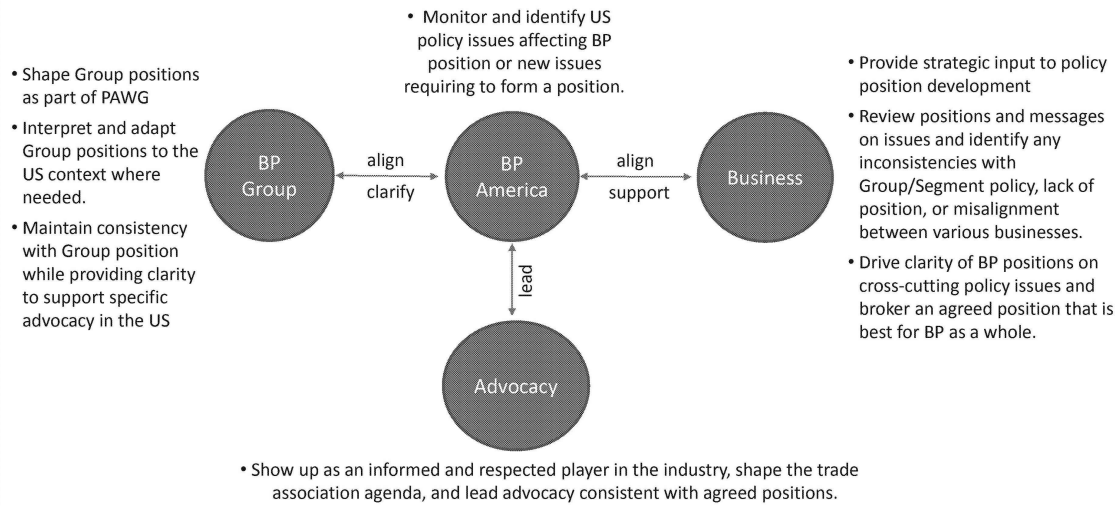 • Monitor and identify US
policy issues affecting BP
position or new issues
requiring to form a position.
• Shape Group positions
as part of PAWG
• Interpret and adapt
Group positions to the
US context where
needed.
• Maintain consistency
with Group position
while providing clarity
to support specific
advocacy in the US
BP
Group
align
clarify
BP
America
align
support
Business
• Provide strategic input to policy
position development
• Review positions and messages
on issues and identify any
inconsistencies with
Group/Segment policy, lack of
position, or misalignment
between various businesses.
• Drive clarity of BP positions on
cross-cutting policy issues and
broker an agreed position that is
best for BP as a whole.
lead
Advocacy
• Show up as an informed and respected player in the industry, shape the trade
association agenda, and lead advocacy consistent with agreed positions.